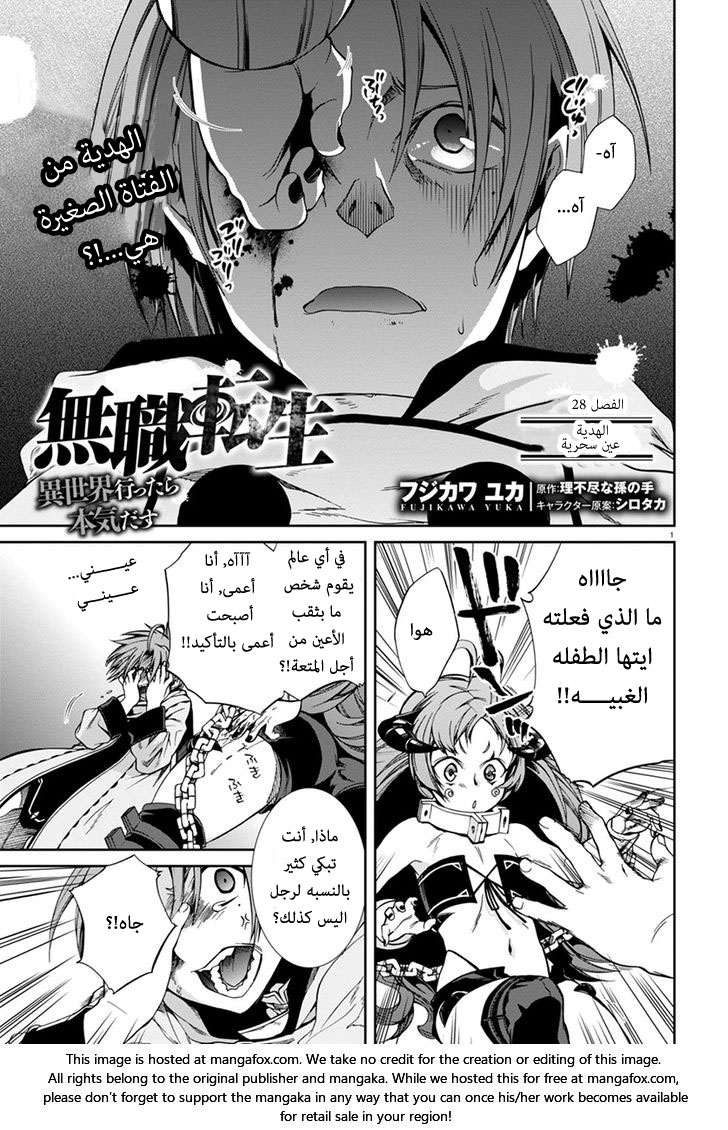 آه-
آه...
الهدية من
الفتاة الصغيرة
هي...!؟
無職転生
異世界行ったら
本気だす
الفصل 28
الهدية
عين سحرية
フジカワ ユカ
FUJIKAWA YUKA
原作:理不尽な孫の手
キャラクター原案:シロタカ
1
جااااه
ما الذي فعلته
ايتها الطفله
الغبيـــه!!
هوا
في أي عالم
يقوم شخص
ما بثقب
الأعين من
أجل المتعة!؟
آآآه, أنا
أعمى, أنا
أصبحت
أعمى بالتأكيد!!
عيــني...
عــيني
ماذا, أنت
تبكي كثير
بالنسبه لرجل
اليس كذلك؟
جاه!؟
This image is hosted at mangafox.com. We take no credit for the creation or editing of this image.
All rights belong to the original publisher and mangaka. While we hosted this for free at mangafox.com,
please don't forget to support the mangaka in any way that you can once his/her work becomes available
for retail sale in your region!